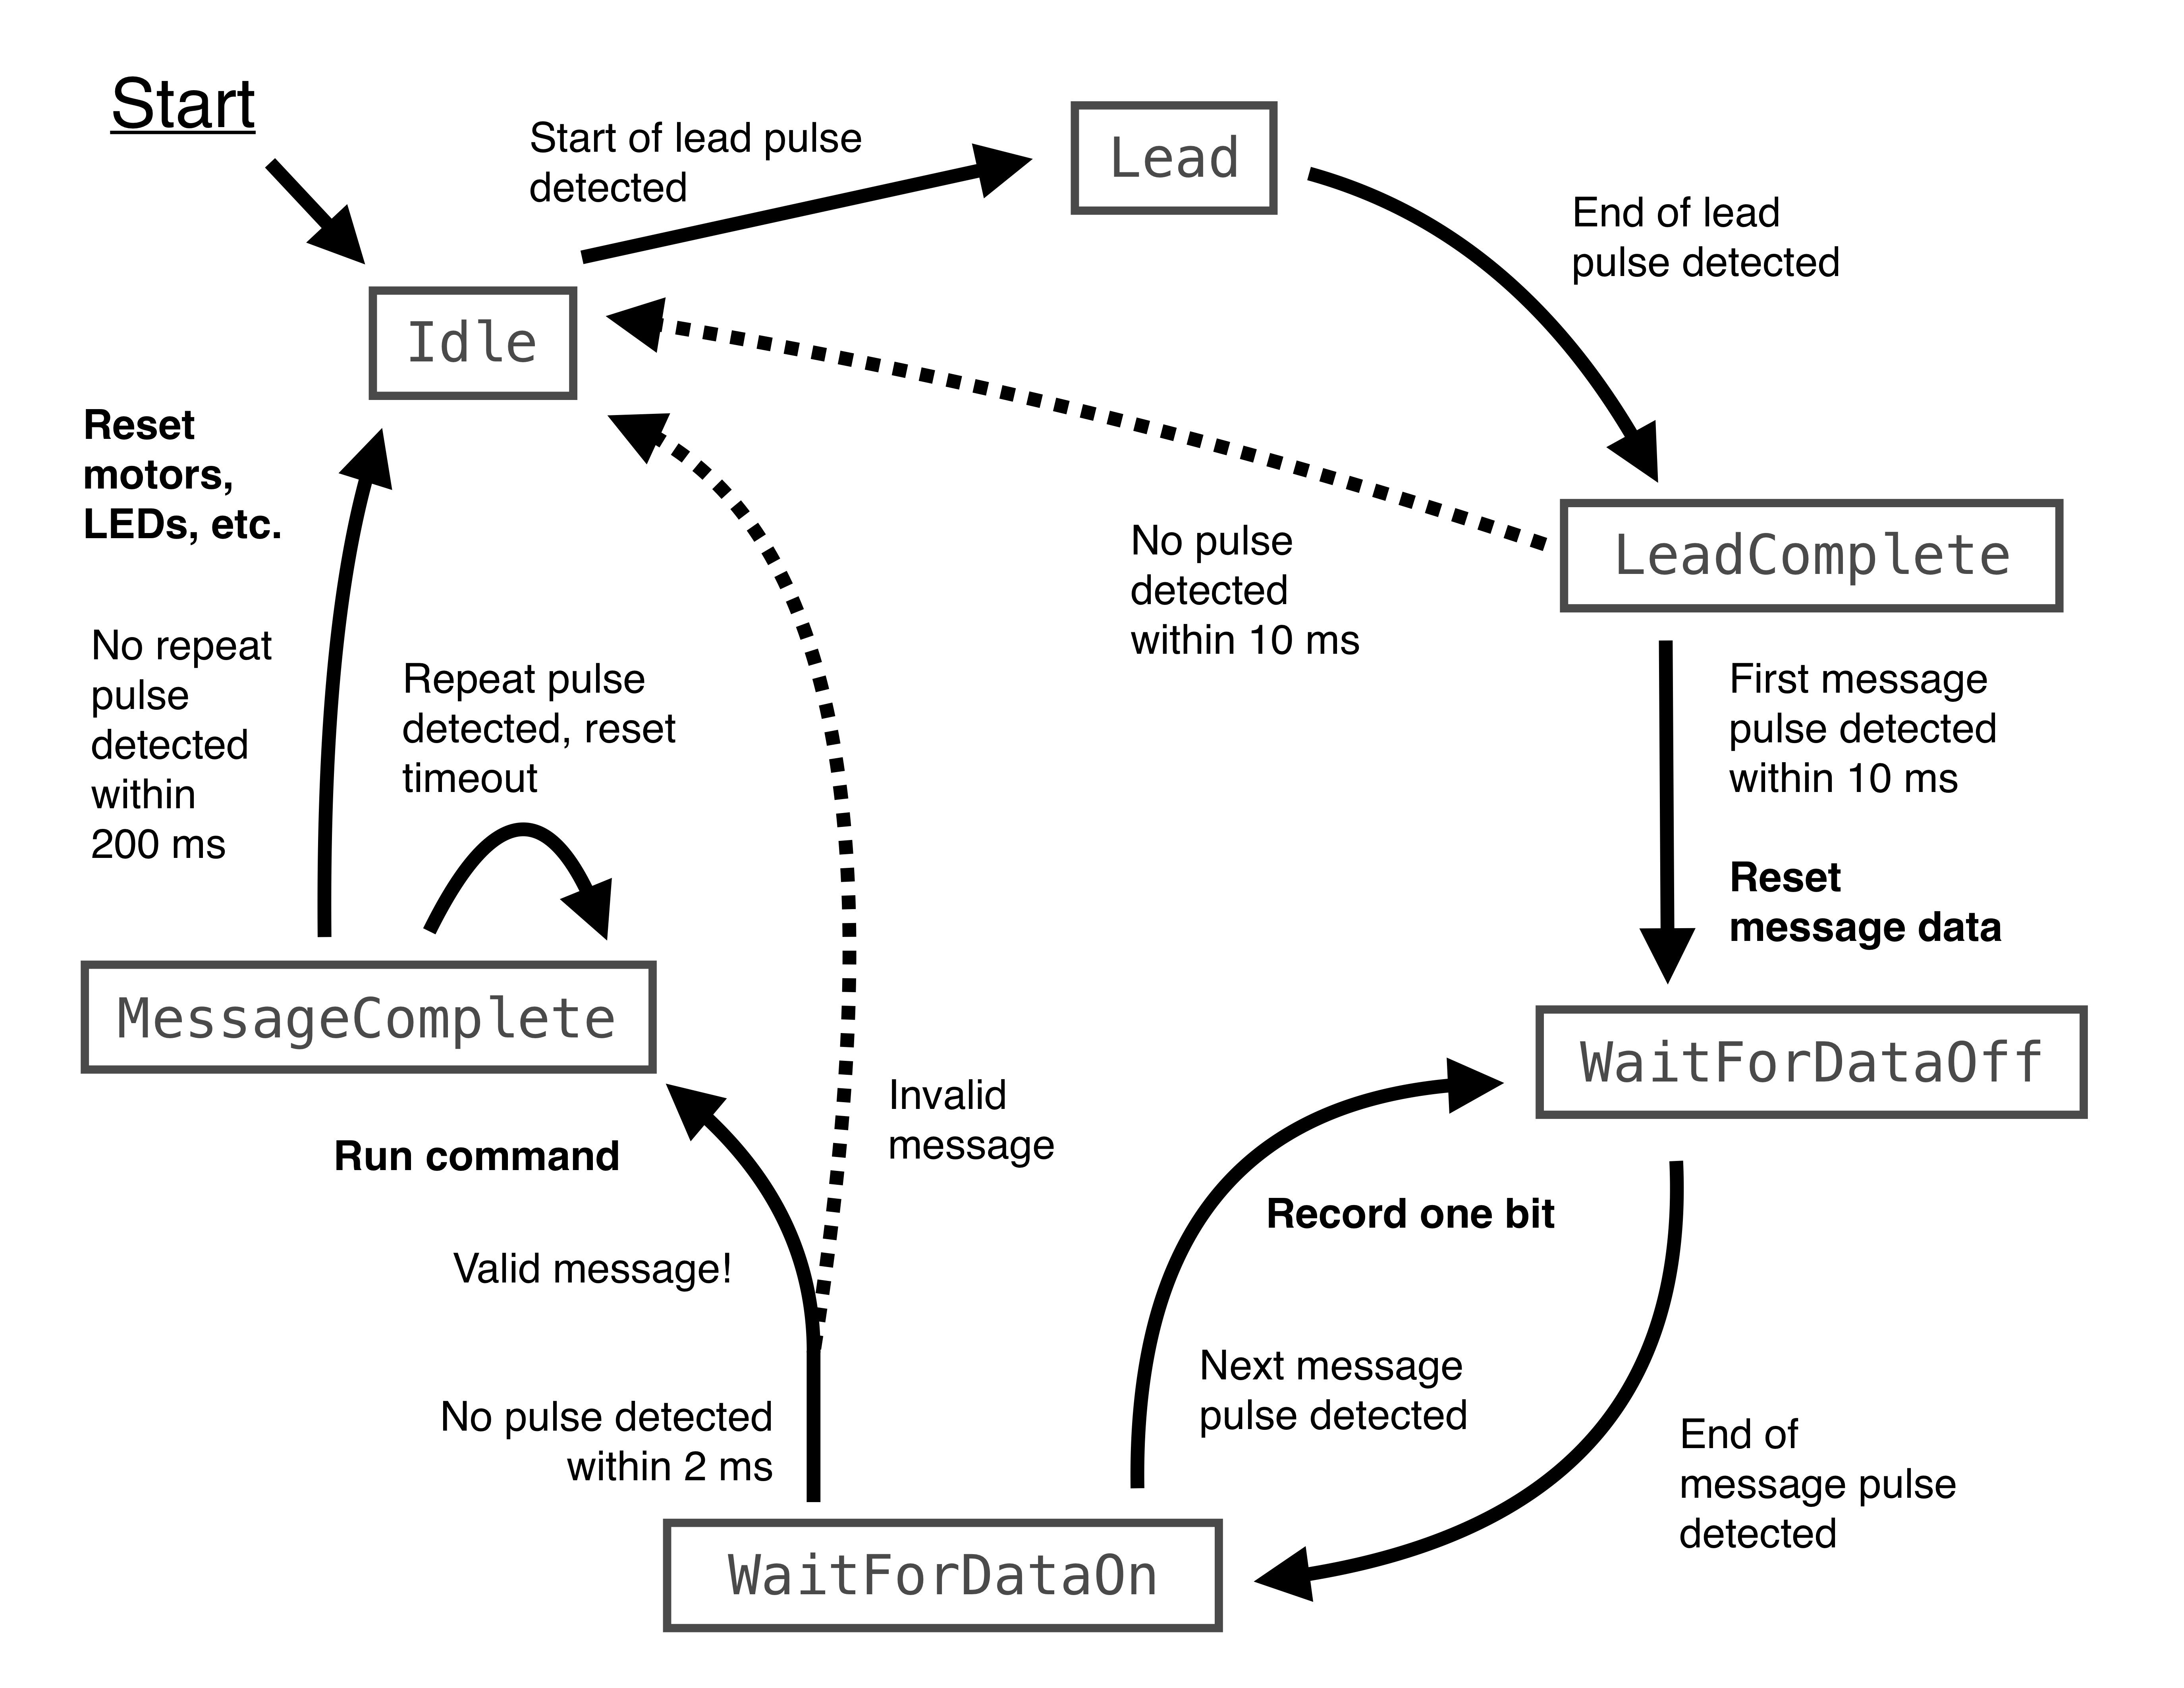 Start
Start of lead pulse
detected
Lead
End of lead
pulse detected
Idle
Reset
motors,
LEDs, etc.
No pulse
detected
within 10 ms
LeadComplete
No repeat
pulse
detected
within
200 ms
Repeat pulse
detected, reset
timeout
First message
pulse detected
within 10 ms
Reset
message data
MessageComplete
WaitForDataOff
Invalid
message
Run command
Record one bit
Valid message!
Next message
pulse detected
No pulse detected
within 2 ms
End of
message pulse
detected
WaitForDataOn